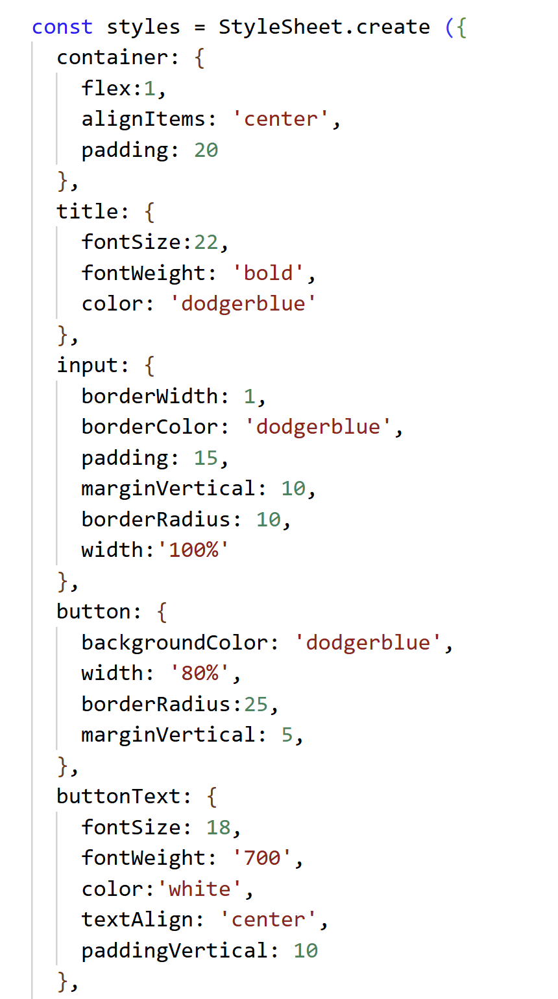 const styles = StyleSheet.create ({
container: {
flex:1,
alignItems: 'center',
padding: 20
},
title: {
fontSize:22,
fontWeight: 'bold',
color: 'dodgerblue'
},
input: {
borderWidth: 1,
borderColor: 'dodgerblue',
padding: 15,
marginVertical: 10,
borderRadius: 10,
width:'100%'
},
button: {
backgroundColor: 'dodgerblue',
width: '80%',
borderRadius:25,
marginVertical: 5,
},
buttonText: {
fontSize: 18,
fontWeight: '700',
color:'white',
textAlign: 'center',
paddingVertical: 10
},